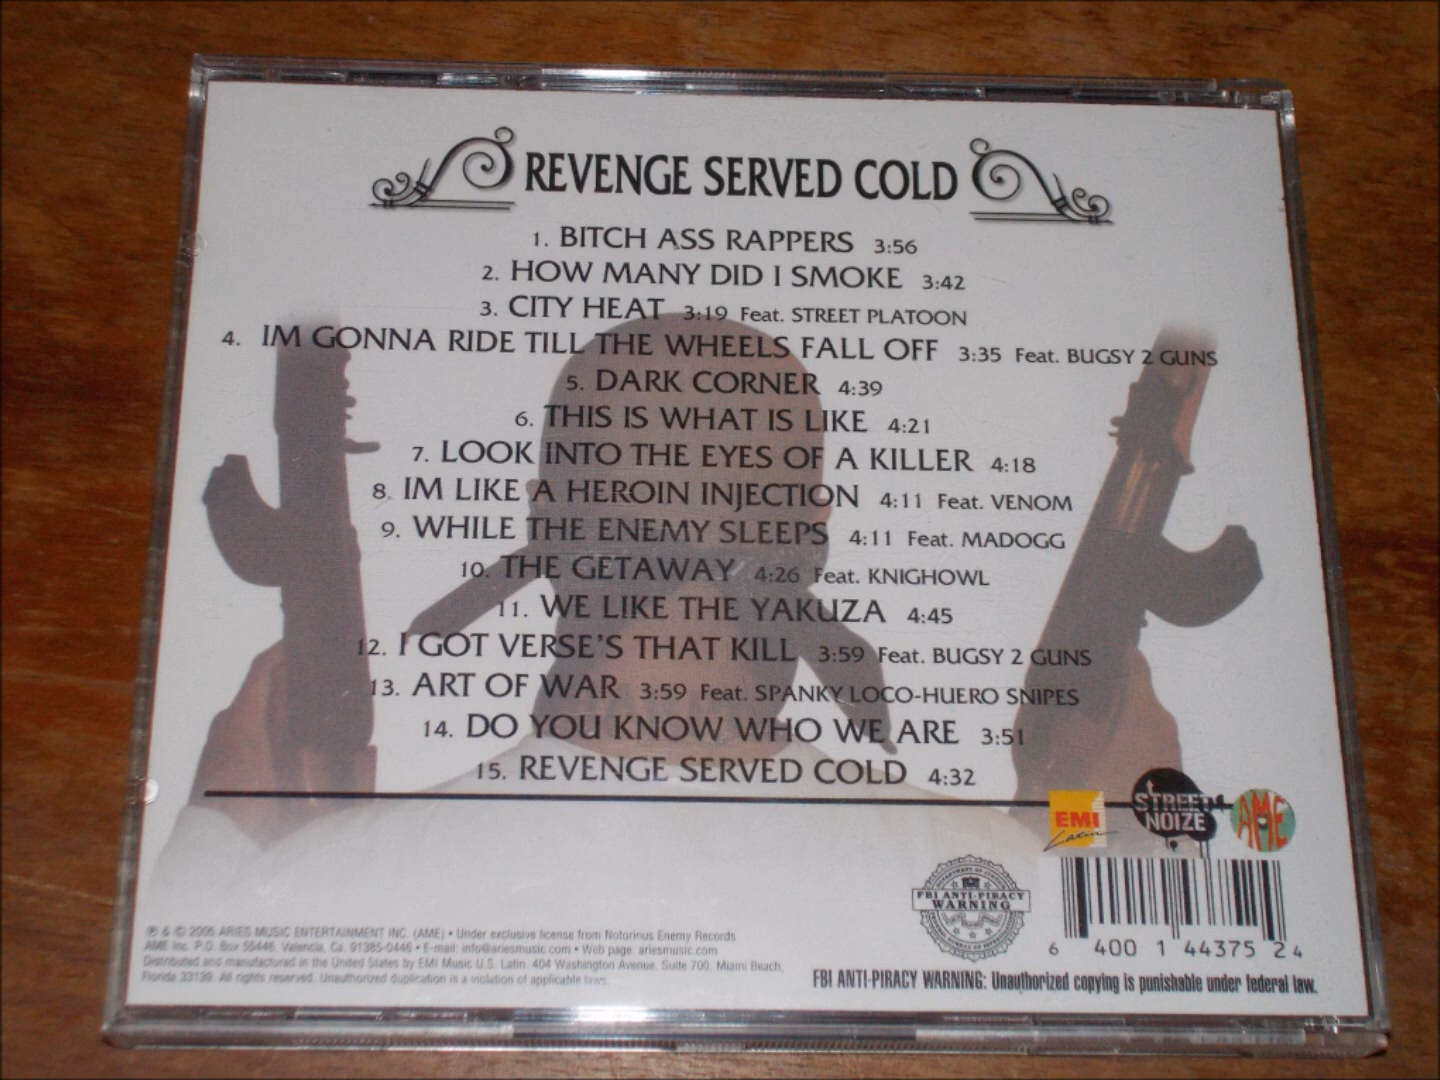 REVENGE SERVED COLD
1. BITCH ASS RAPPERS 3:56
2. HOW MANY DID I SMOKE 3:42
3. CITY HEAT 3:19 Feat. STREET PLATOON
4. IM GONNA RIDE TILL THE WHEELS FALL OFF 3:35 Feat. BUGSY 2 GUNS
5. DARK CORNER 4:39
6. THIS IS WHAT IS LIKE 4:21
7. LOOK INTO THE EYES OF A KILLER 4:18
8. IM LIKE A HEROIN INJECTION 4:11 Feat. VENOM
9. WHILE THE ENEMY SLEEPS 4:11 Feat. MADOGG
10. THE GETAWAY 4:26 Feat. KNIGHOWL
11. WE LIKE THE YAKUZA 4:45
12. I GOT VERSE'S THAT KILL 3:59 Feat. BUGSY 2 GUNS
13. ART OF WAR 3:59 Feat. SPANKY LOCO-HUERO SNIPES
14. DO YOU KNOW WHO WE ARE 3:51
15. REVENGE SERVED COLD 4:32
EMI
Latin
STREET
NOIZE
AME
FBI ANTI-PIRACY
WARNING
℗ & © 2005 ARIES MUSIC ENTERTAINMENT INC. (AME) • Under exclusive license from Notorious Enemy Records
AME Inc. P.O. Box 55446, Valencia, Ca. 91385-0446 • E-mail: info@ariesmusic.com • Web page: ariesmusic.com
Distributed and manufactured in the United States by EMI Music U.S. Latin. 404 Washington Avenue, Suite 700, Miami Beach,
Florida 33139. All rights reserved. Unauthorized duplication is a violation of applicable laws.
6 400 1 44375 2 4
FBI ANTI-PIRACY WARNING: Unauthorized copying is punishable under federal law.